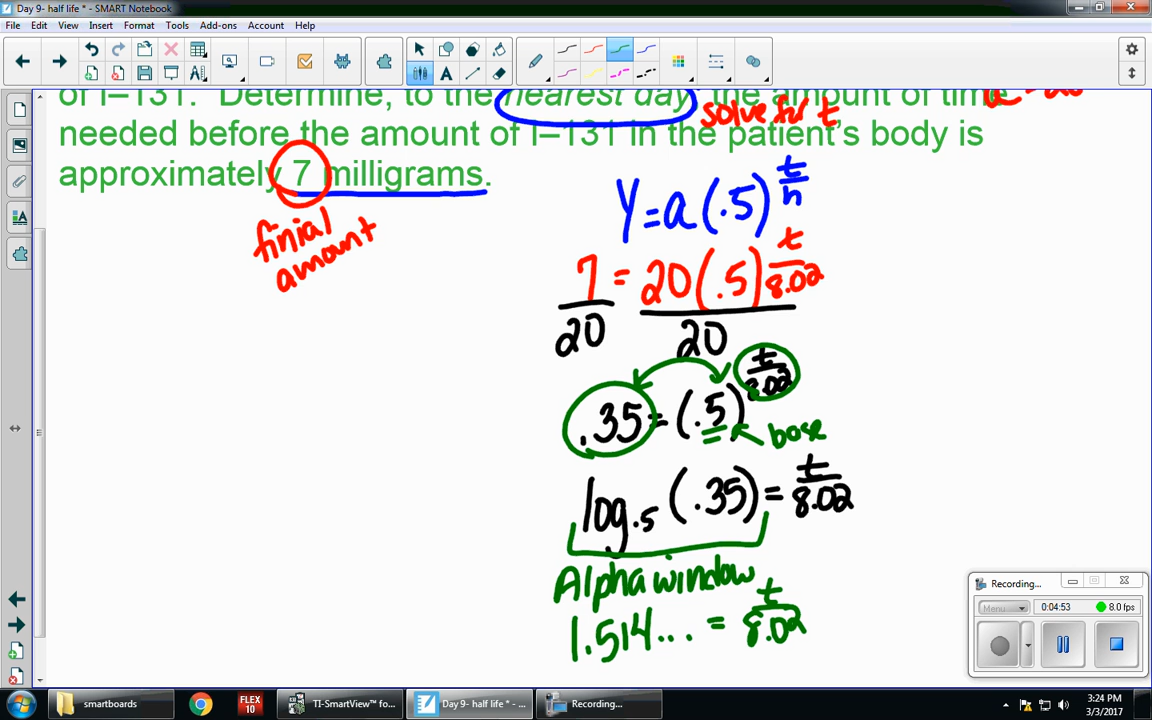 Day 9- half life * - SMART Notebook
File Edit View Insert Format Tools Add-ons Account Help
of I–131. Determine, to the nearest day, the amount of time
solve for t
needed before the amount of I–131 in the patient's body is
approximately 7 milligrams.
finial
amount
y = a (.5)^(t/h)
7 = 20 (.5)^(t/8.02)
20 20
.35 = (.5)^(t/8.02)
base
log.5 (.35) = t/8.02
Alpha window
1.514... = t/8.02
Recording...
Menu
00:04:53
8.0 fps
smartboards
FLEX
10
TI-SmartView™ fo...
Day 9- half life * - ...
Recording...
3:24 PM
3/3/2017